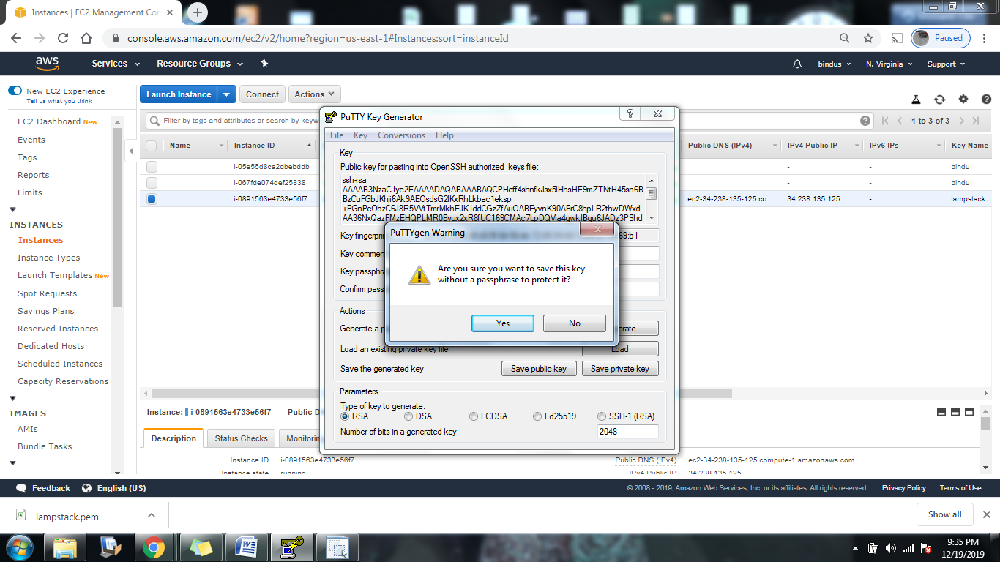 Instances | EC2 Management Con
console.aws.amazon.com/ec2/v2/home?region=us-east-1#Instances:sort=instanceId
Paused
aws
Services
Resource Groups
bindus
N. Virginia
Support
New EC2 Experience
Tell us what you think
EC2 Dashboard New
Events
Tags
Reports
Limits
INSTANCES
Instances
Instance Types
Launch Templates New
Spot Requests
Savings Plans
Reserved Instances
Dedicated Hosts
Scheduled Instances
Capacity Reservations
IMAGES
AMIs
Bundle Tasks
Launch Instance
Connect
Actions
Filter by tags and attributes or search by keyw
1 to 3 of 3
Name
Instance ID
Public DNS (IPv4)
IPv4 Public IP
IPv6 IPs
Key Name
i-05e56d8ca2dbebddb
-
-
bindu
i-067fde074def25838
-
-
bindu
i-0891563e4733e56f7
ec2-34-238-135-125.co...
34.238.135.125
-
lampstack
PuTTY Key Generator
File
Key
Conversions
Help
Key
Public key for pasting into OpenSSH authorized_keys file:
ssh-rsa
AAAAB3NzaC1yc2EAAAADAQABAAABAQCPHeff4shnfkJsx5IHhsHE9mZTNtH45sn6B
BzCuFGbJKhji6Ak9AEOsdsG2lKxRhLkbac1eksp
+PGnPeObzC6J8R5VVtTmrMkhEJK1ddCGzZfAuOABEyvnK90ABrC8hpLR2thwDWxd
AA36NxQazFMzEHQPLMR0Byux2xR8fUC169CMAc7LpDQVia4qwkIBgu6JADz3PShd
Key fingerprin
69:b1
Key commen
Key passphra
Confirm pass
Actions
Generate a p
erate
Load an existing private key file
Load
Save the generated key
Save public key
Save private key
Parameters
Type of key to generate:
RSA
DSA
ECDSA
Ed25519
SSH-1 (RSA)
Number of bits in a generated key:
2048
PuTTYgen Warning
Are you sure you want to save this key
without a passphrase to protect it?
Yes
No
Instance:
i-0891563e4733e56f7
Public D
Description
Status Checks
Monitorin
Instance ID
i-0891563e4733e56f7
Public DNS (IPv4)
ec2-34-238-135-125.compute-1.amazonaws.com
Instance state
running
IPv4 Public IP
34.238.135.125
Feedback
English (US)
© 2008 - 2019, Amazon Web Services, Inc. or its affiliates. All rights reserved.
Privacy Policy
Terms of Use
lampstack.pem
Show all
9:35 PM
12/19/2019